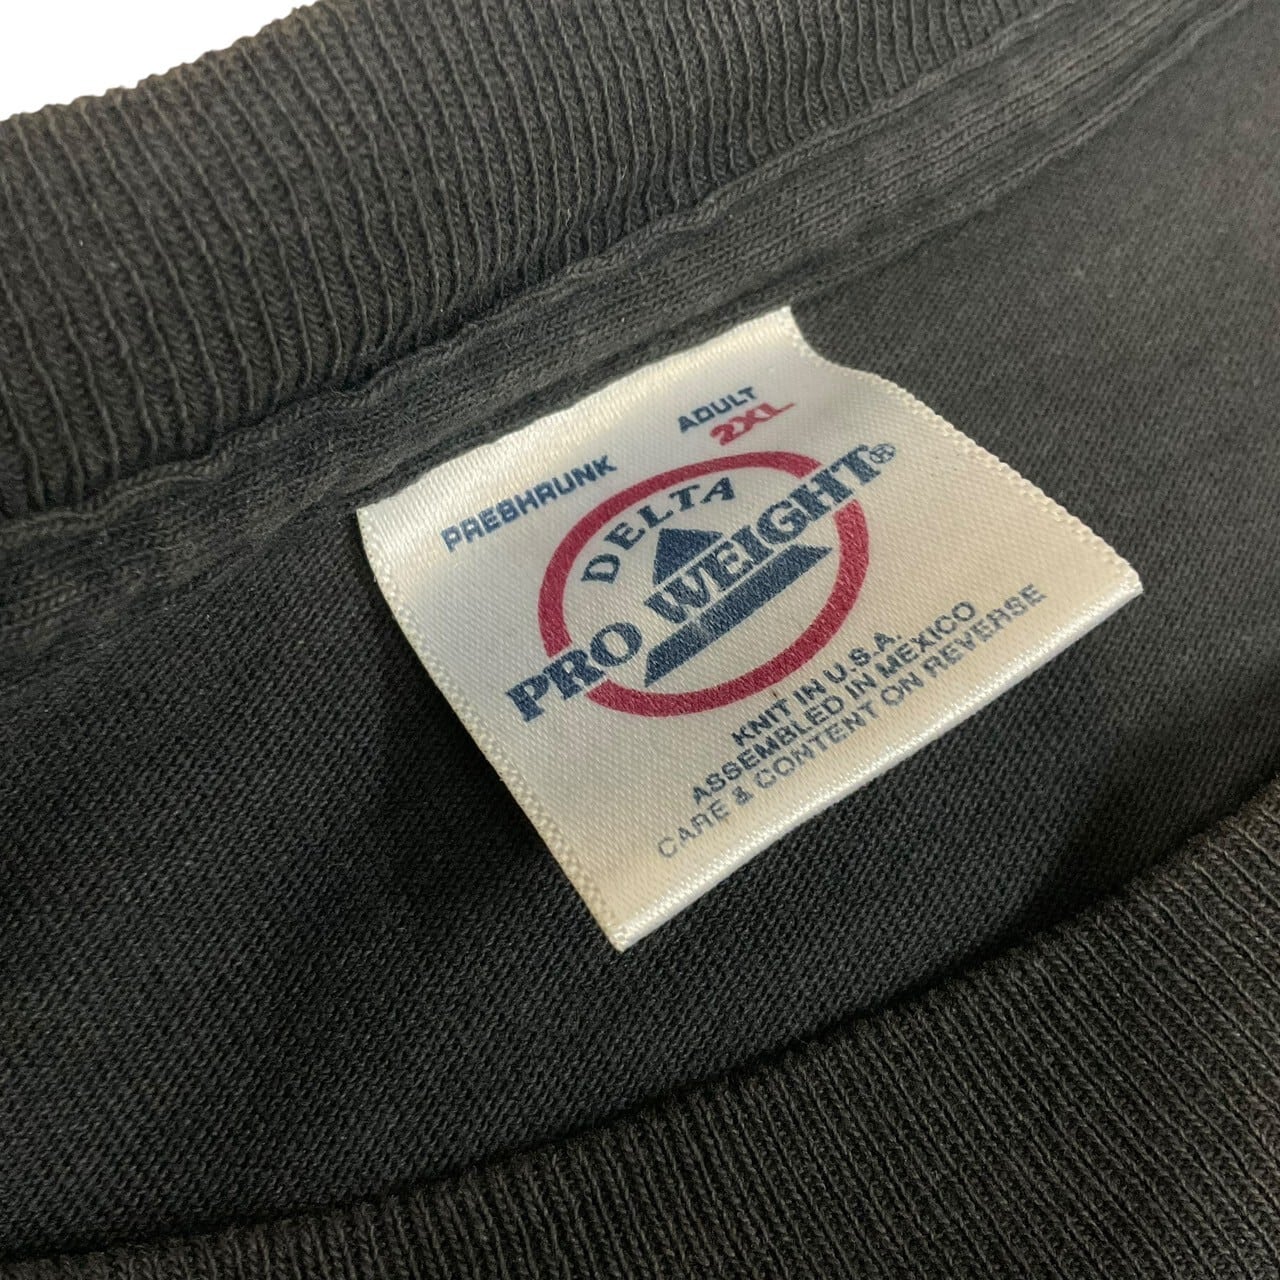 PRESHRUNK
ADULT
2XL
DELTA
PRO WEIGHT®
KNIT IN U.S.A.
ASSEMBLED IN MEXICO
CARE & CONTENT ON REVERSE